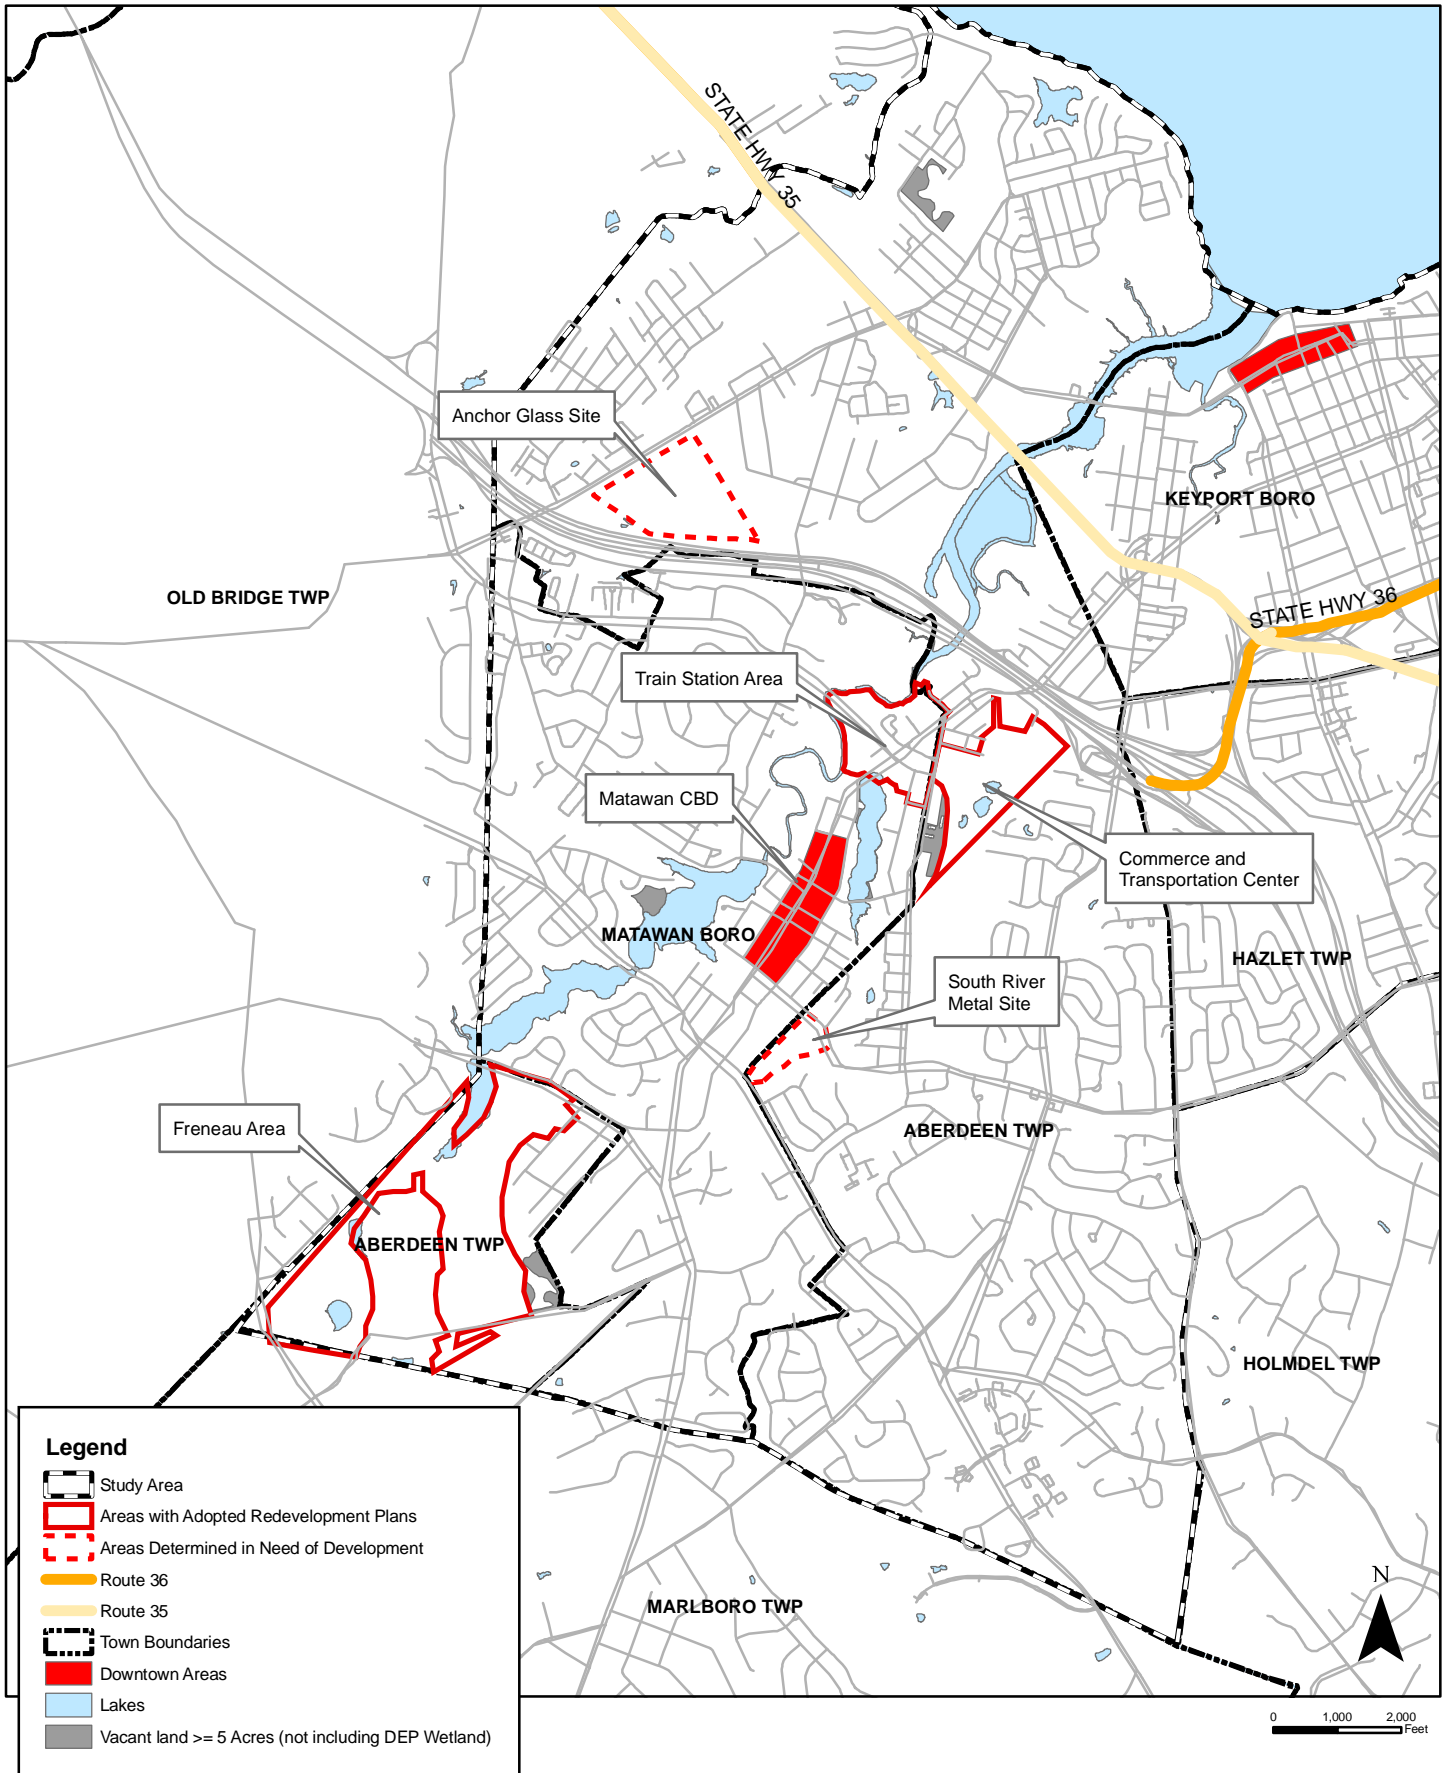 STATE HWY 35
Anchor Glass Site
KEYPORT BORO
OLD BRIDGE TWP
STATE HWY 36
Train Station Area
Matawan CBD
Commerce and
Transportation Center
MATAWAN BORO
HAZLET TWP
South River
Metal Site
Freneau Area
ABERDEEN TWP
ABERDEEN TWP
HOLMDEL TWP
MARLBORO TWP
Legend
Study Area
Areas with Adopted Redevelopment Plans
Areas Determined in Need of Development
Route 36
Route 35
Town Boundaries
Downtown Areas
Lakes
Vacant land >= 5 Acres (not including DEP Wetland)
N
0 1,000 2,000
Feet